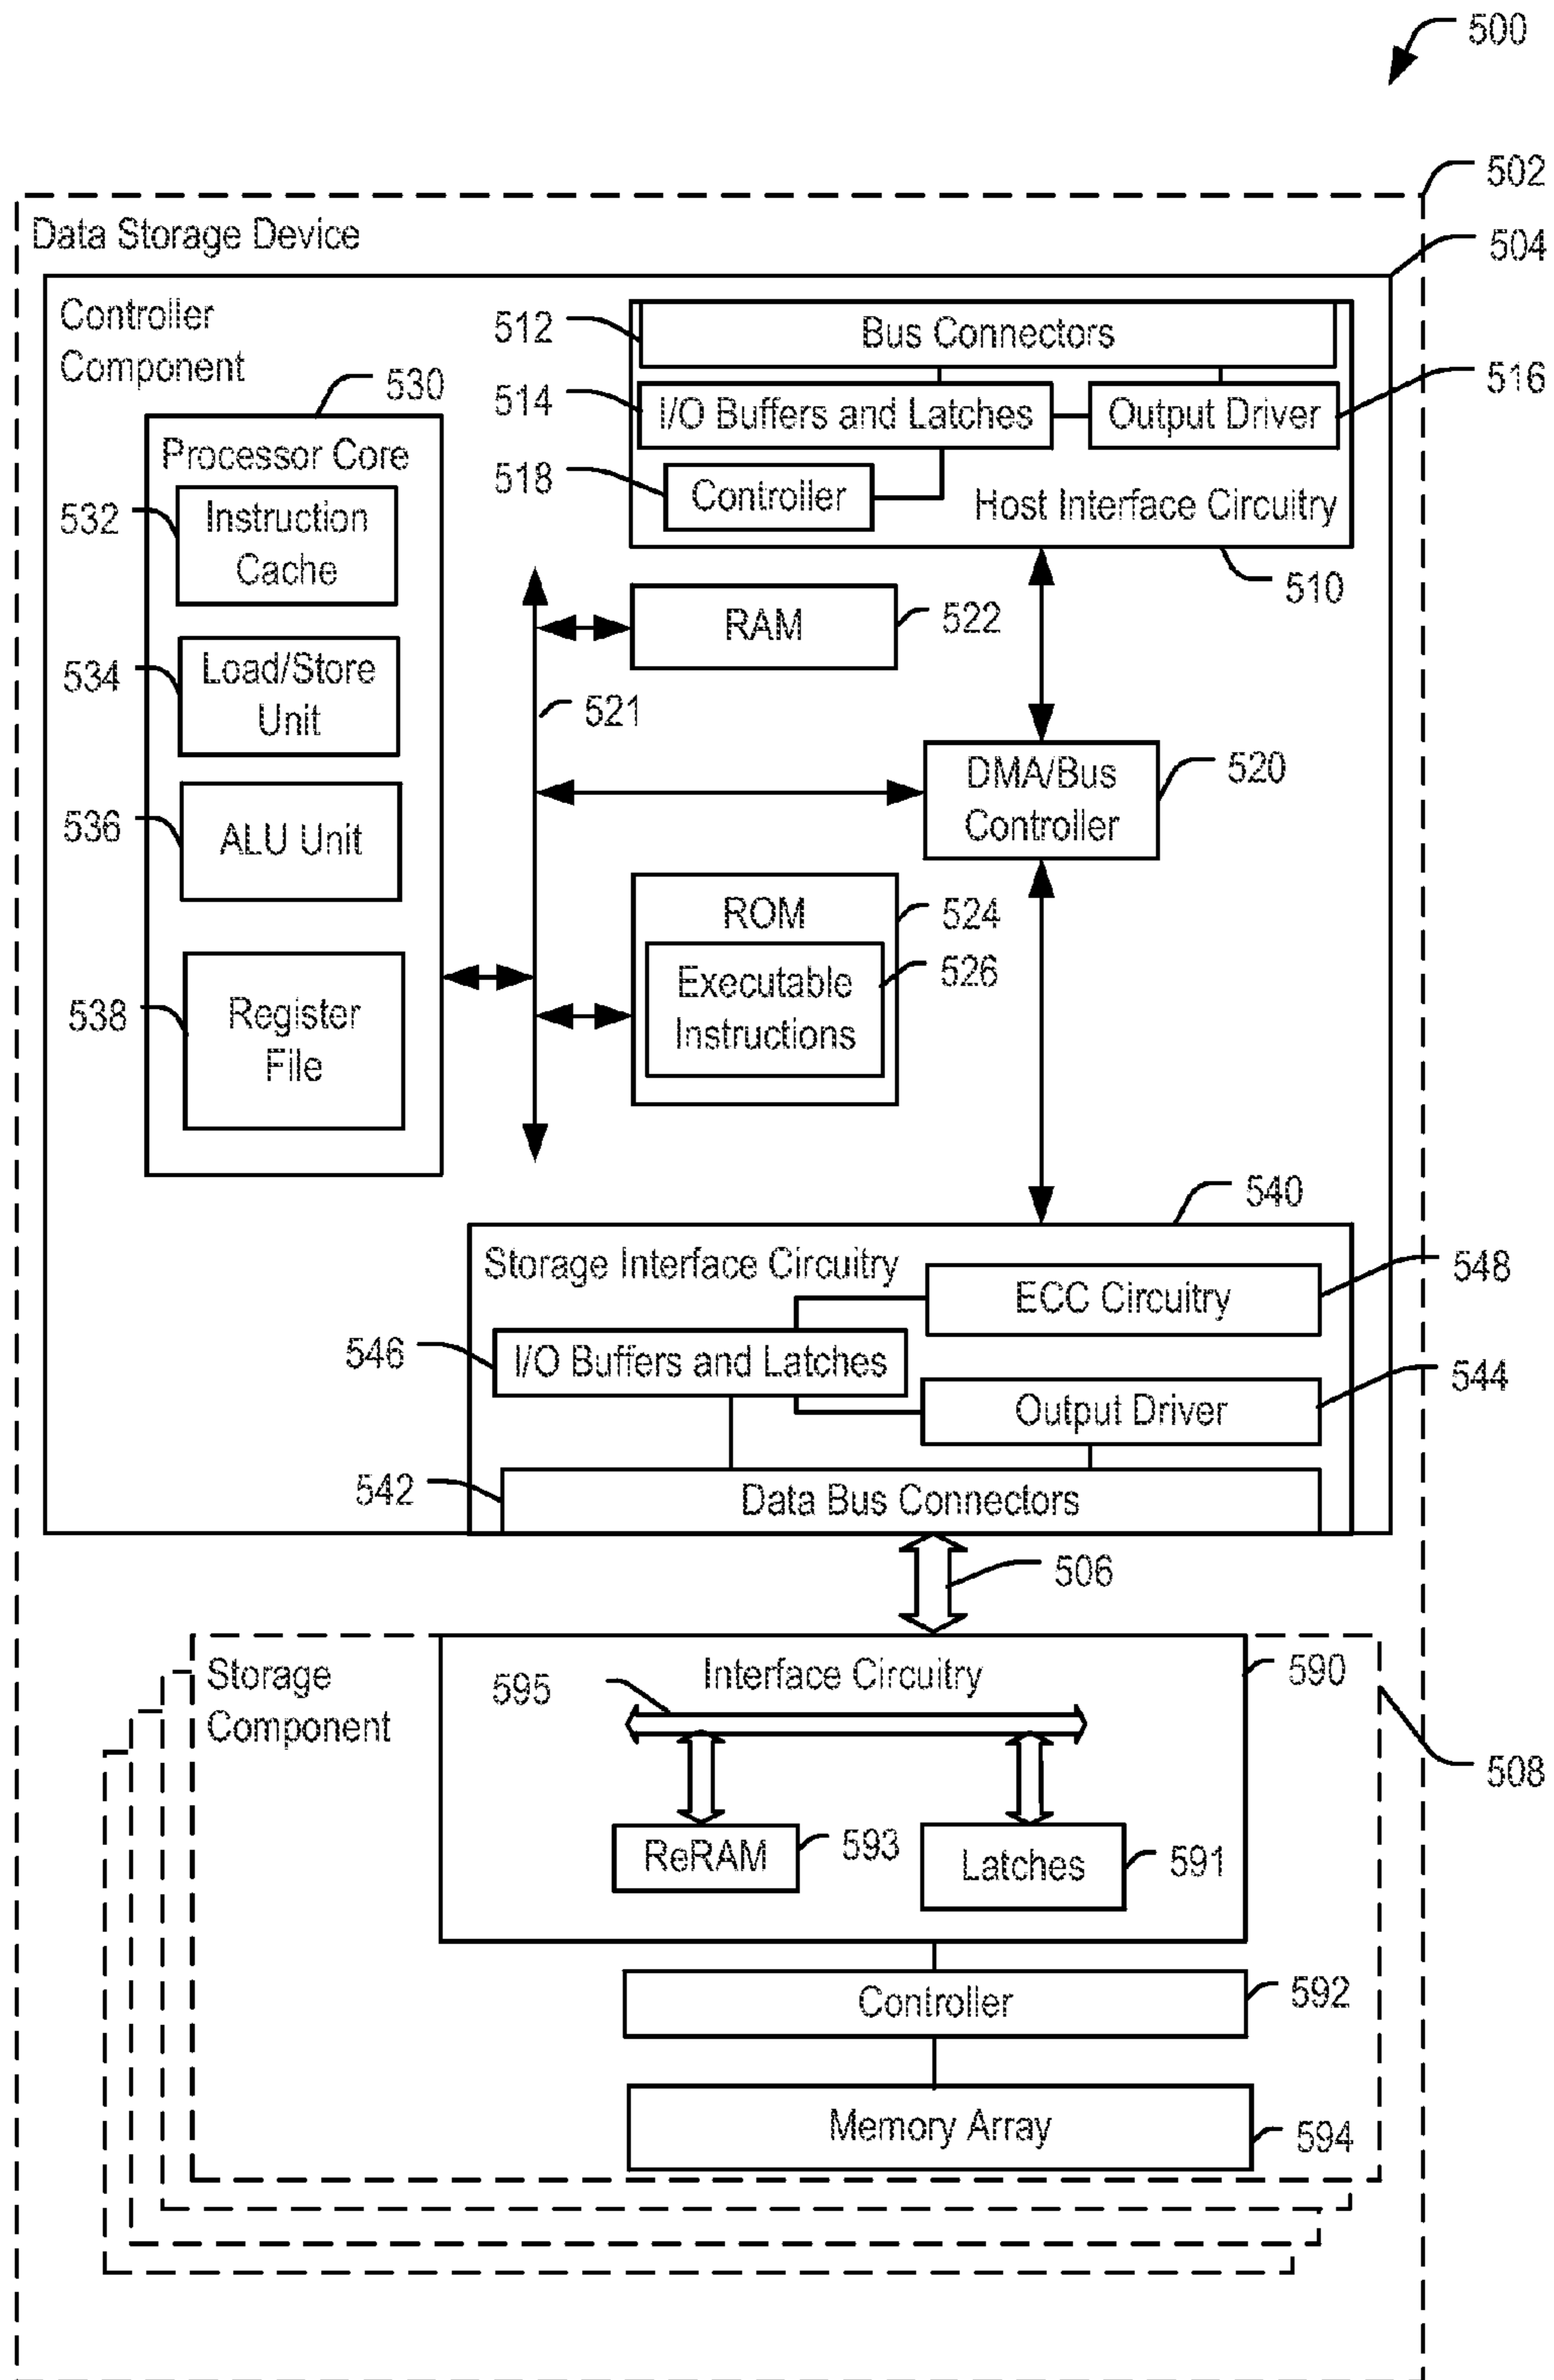 500
502
Data Storage Device
504
Controller
Component
512
Bus Connectors
530
514
I/O Buffers and Latches
Output Driver
516
Processor Core
518
Controller
Host Interface Circuitry
532
Instruction
Cache
510
RAM
522
534
Load/Store
Unit
521
DMA/Bus
Controller
520
536
ALU Unit
ROM
524
Executable
Instructions
526
538
Register
File
540
Storage Interface Circuitry
ECC Circuitry
548
546
I/O Buffers and Latches
544
Output Driver
542
Data Bus Connectors
506
Storage
Component
Interface Circuitry
590
595
508
ReRAM
593
Latches
591
Controller
592
Memory Array
594